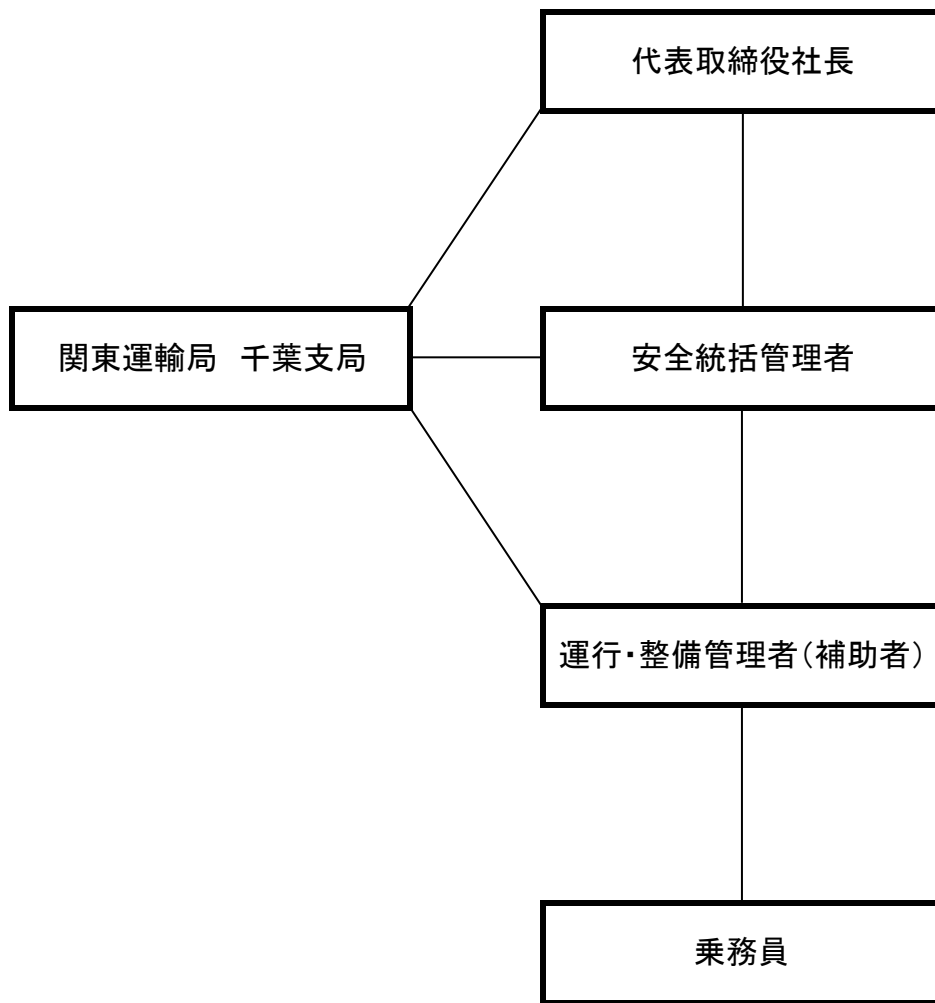 代表取締役社長
関東運輸局　千葉支局
安全統括管理者
運行・整備管理者（補助者）
乗務員